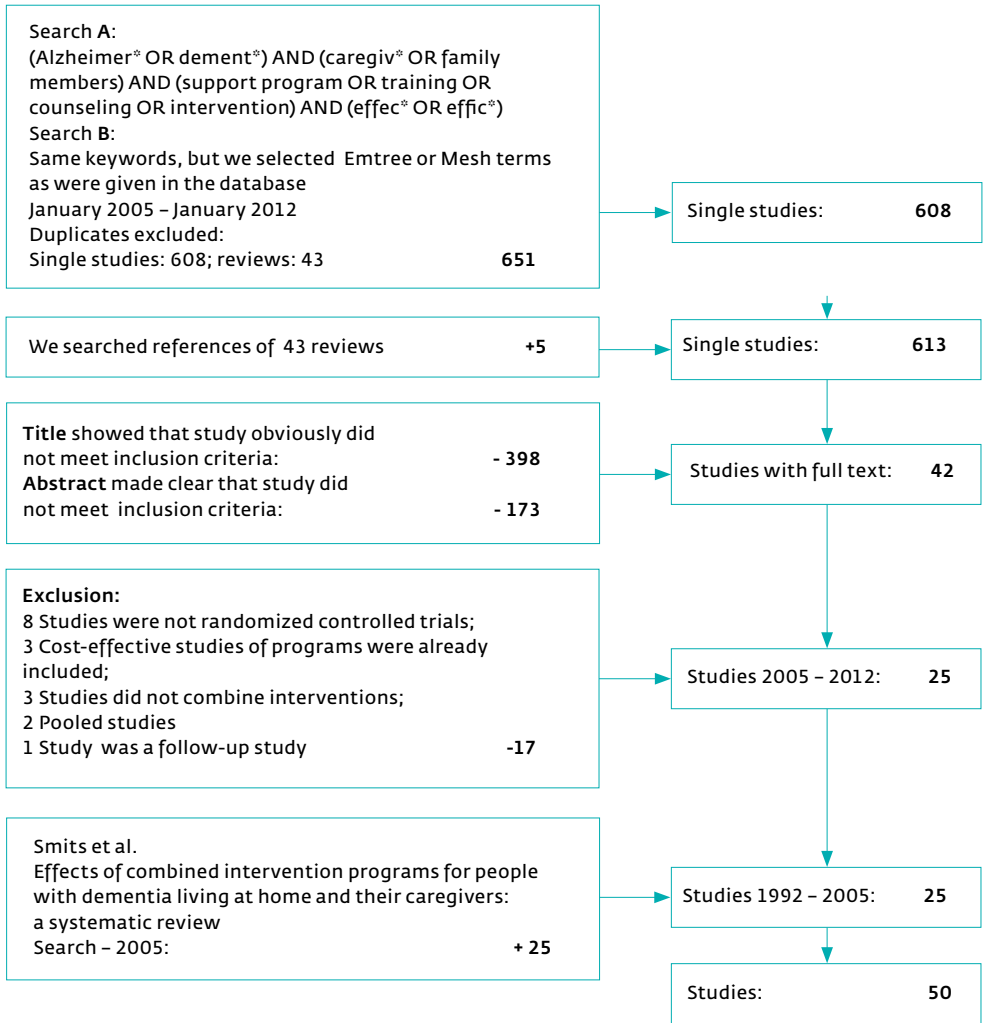 Search A:
(Alzheimer* OR dement*) AND (caregiv* OR family
members) AND (support program OR training OR
counseling OR intervention) AND (effec* OR effic*)
Search B:
Same keywords, but we selected Emtree or Mesh terms
as were given in the database
January 2005 – January 2012
Duplicates excluded:
Single studies: 608; reviews: 43 651
Single studies: 608
We searched references of 43 reviews +5
Single studies: 613
Title showed that study obviously did
not meet inclusion criteria: - 398
Abstract made clear that study did
not meet inclusion criteria: - 173
Studies with full text: 42
Exclusion:
8 Studies were not randomized controlled trials;
3 Cost-effective studies of programs were already
included;
3 Studies did not combine interventions;
2 Pooled studies
1 Study was a follow-up study -17
Studies 2005 – 2012: 25
Smits et al.
Effects of combined intervention programs for people
with dementia living at home and their caregivers:
a systematic review
Search – 2005: + 25
Studies 1992 – 2005: 25
Studies: 50